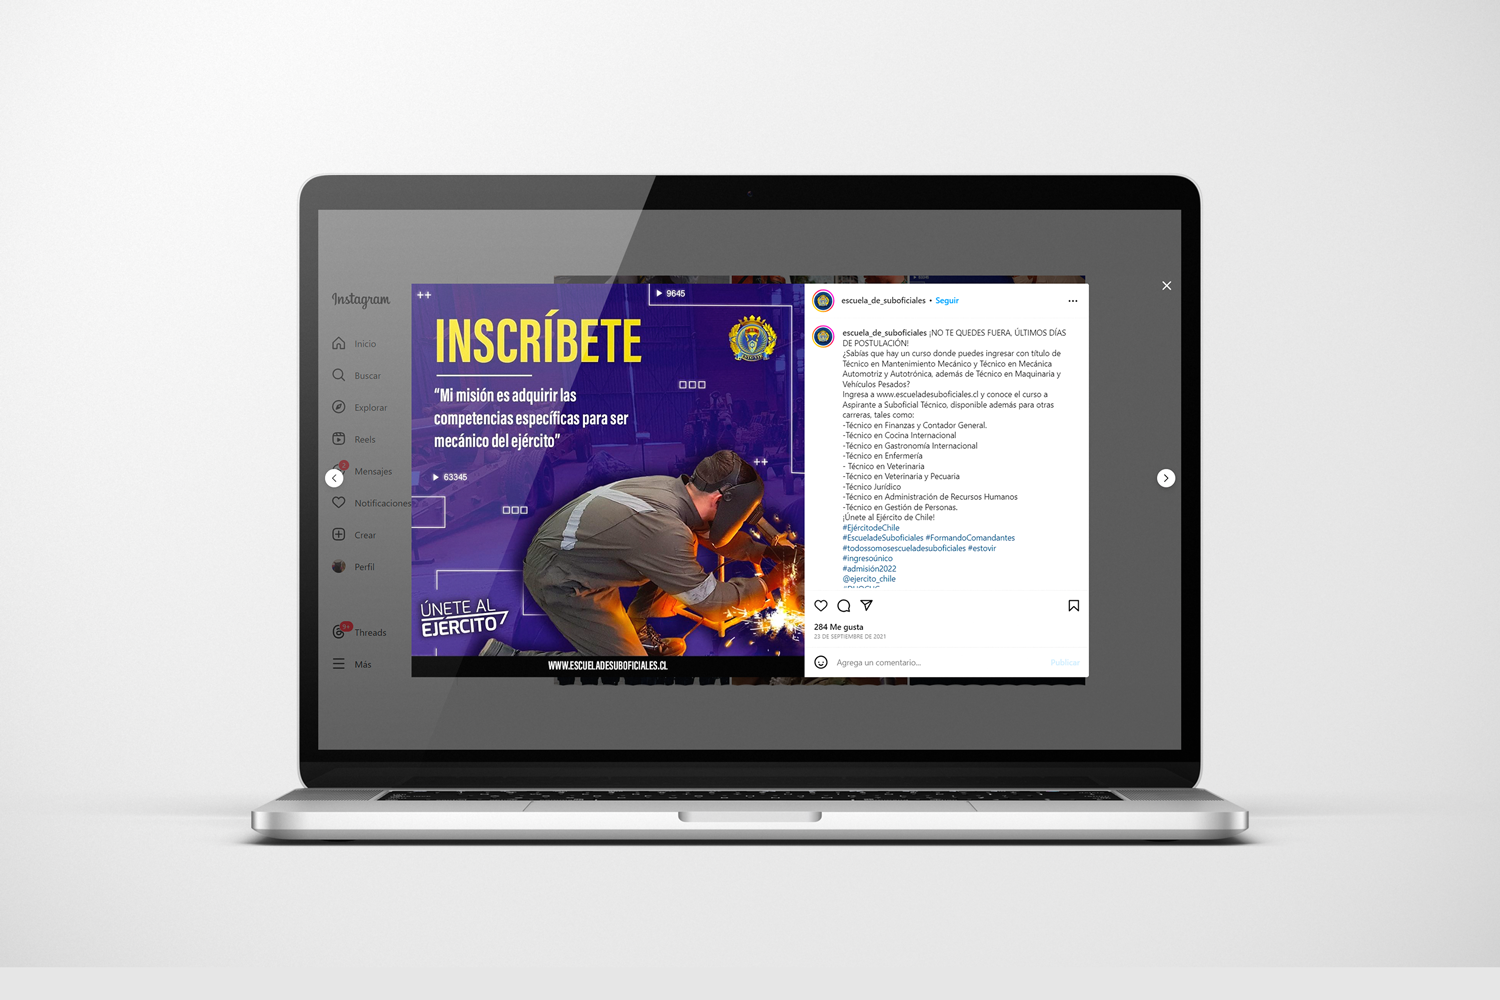 Instagram
Inicio
Buscar
Explorar
Reels
2
Mensajes
Notificaciones
Crear
Perfil
9+
Threads
Más
9645
INSCRÍBETE
“Mi misión es adquirir las
competencias específicas para ser
mecánico del ejército”
63345
ÚNETE AL
EJÉRCITO
WWW.ESCUELADESUBOFICIALES.CL
escuela_de_suboficiales • Seguir
escuela_de_suboficiales ¡NO TE QUEDES FUERA, ÚLTIMOS DÍAS
DE POSTULACIÓN!
¿Sabías que hay un curso donde puedes ingresar con título de
Técnico en Mantenimiento Mecánico y Técnico en Mecánica
Automotriz y Autotrónica, además de Técnico en Maquinaria y
Vehículos Pesados?
Ingresa a www.escueladesuboficiales.cl y conoce el curso a
Aspirante a Suboficial Técnico, disponible además para otras
carreras, tales como:
-Técnico en Finanzas y Contador General.
-Técnico en Cocina Internacional
-Técnico en Gastronomía Internacional
-Técnico en Enfermería
- Técnico en Veterinaria
-Técnico en Veterinaria y Pecuaria
-Técnico Jurídico
-Técnico en Administración de Recursos Humanos
-Técnico en Gestión de Personas.
¡Únete al Ejército de Chile!
#EjércitodeChile
#EscueladeSuboficiales #FormandoComandantes
#todossomosescueladesuboficiales #estovir
#ingresoúnico
#admisión2022
@ejercito_chile
284 Me gusta
23 DE SEPTIEMBRE DE 2021
Agrega un comentario...
Publicar